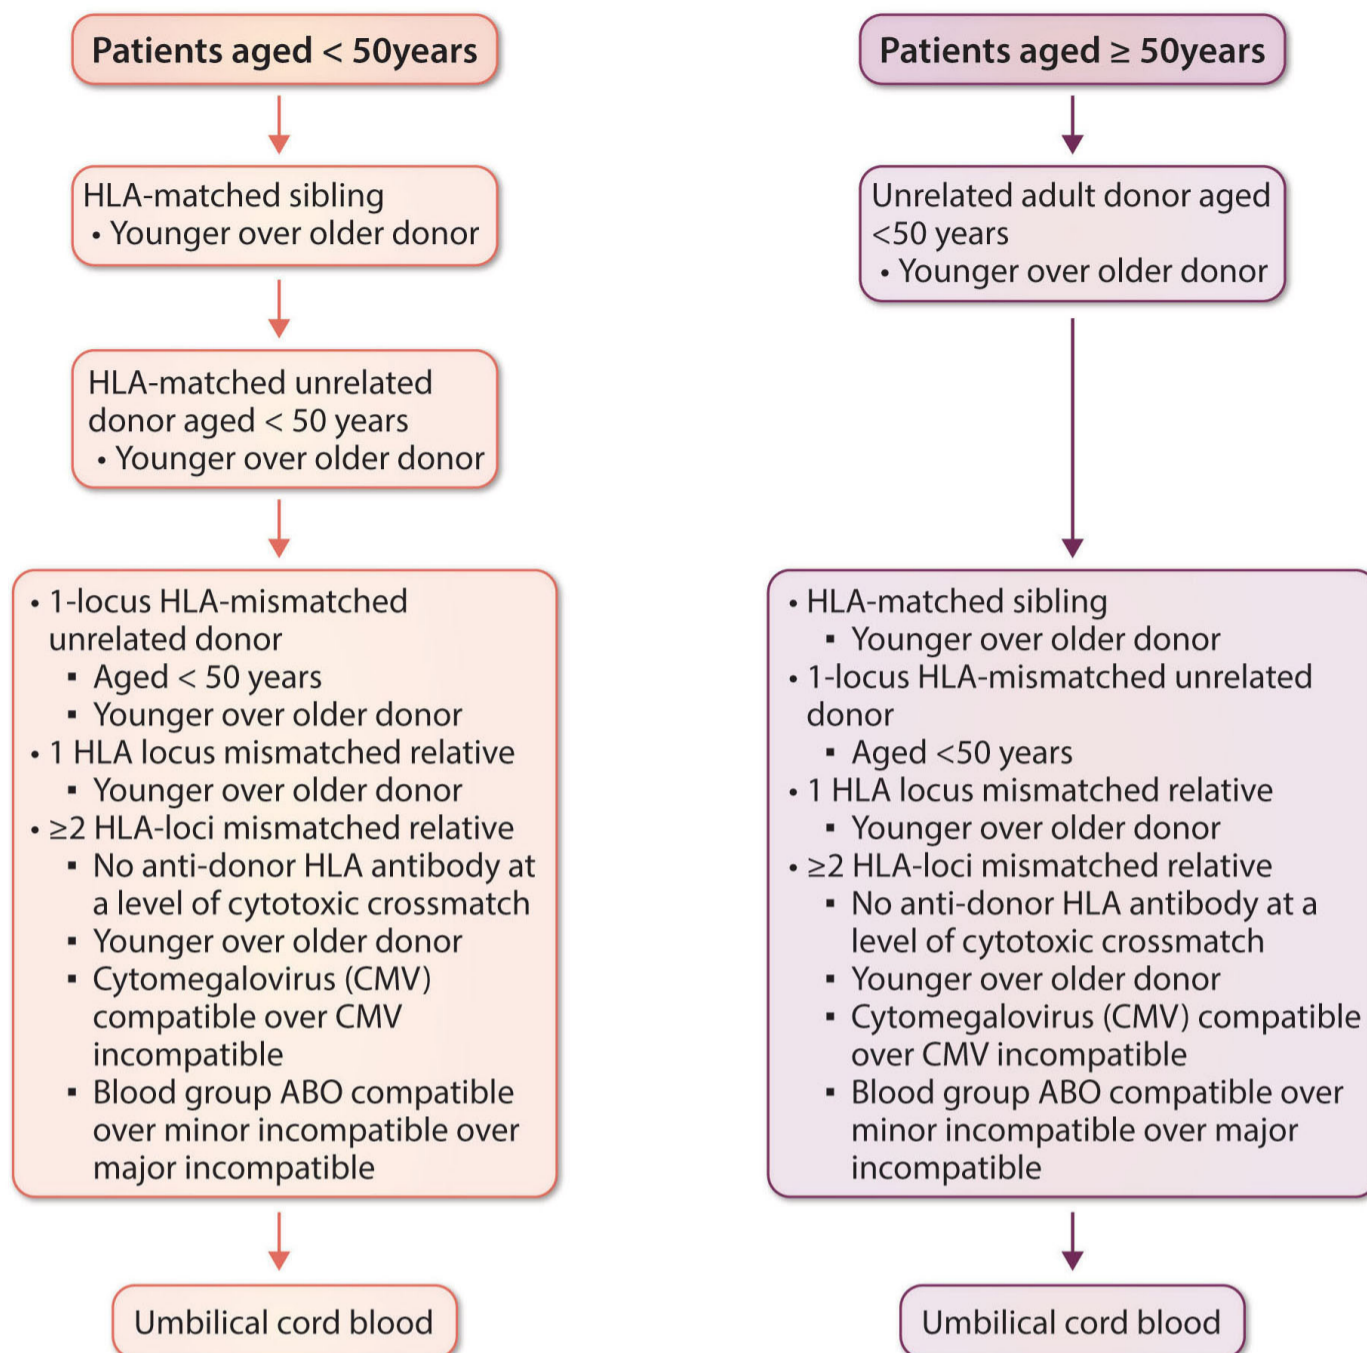 Patients aged < 50years
HLA-matched sibling
• Younger over older donor
HLA-matched unrelated
donor aged < 50 years
• Younger over older donor
• 1-locus HLA-mismatched
unrelated donor
▪ Aged < 50 years
▪ Younger over older donor
• 1 HLA locus mismatched relative
▪ Younger over older donor
• ≥2 HLA-loci mismatched relative
▪ No anti-donor HLA antibody at
a level of cytotoxic crossmatch
▪ Younger over older donor
▪ Cytomegalovirus (CMV)
compatible over CMV
incompatible
▪ Blood group ABO compatible
over minor incompatible over
major incompatible
Umbilical cord blood
Patients aged ≥ 50years
Unrelated adult donor aged
<50 years
• Younger over older donor
• HLA-matched sibling
▪ Younger over older donor
• 1-locus HLA-mismatched unrelated
donor
▪ Aged <50 years
• 1 HLA locus mismatched relative
▪ Younger over older donor
• ≥2 HLA-loci mismatched relative
▪ No anti-donor HLA antibody at a
level of cytotoxic crossmatch
▪ Younger over older donor
▪ Cytomegalovirus (CMV) compatible
over CMV incompatible
▪ Blood group ABO compatible over
minor incompatible over major
incompatible
Umbilical cord blood